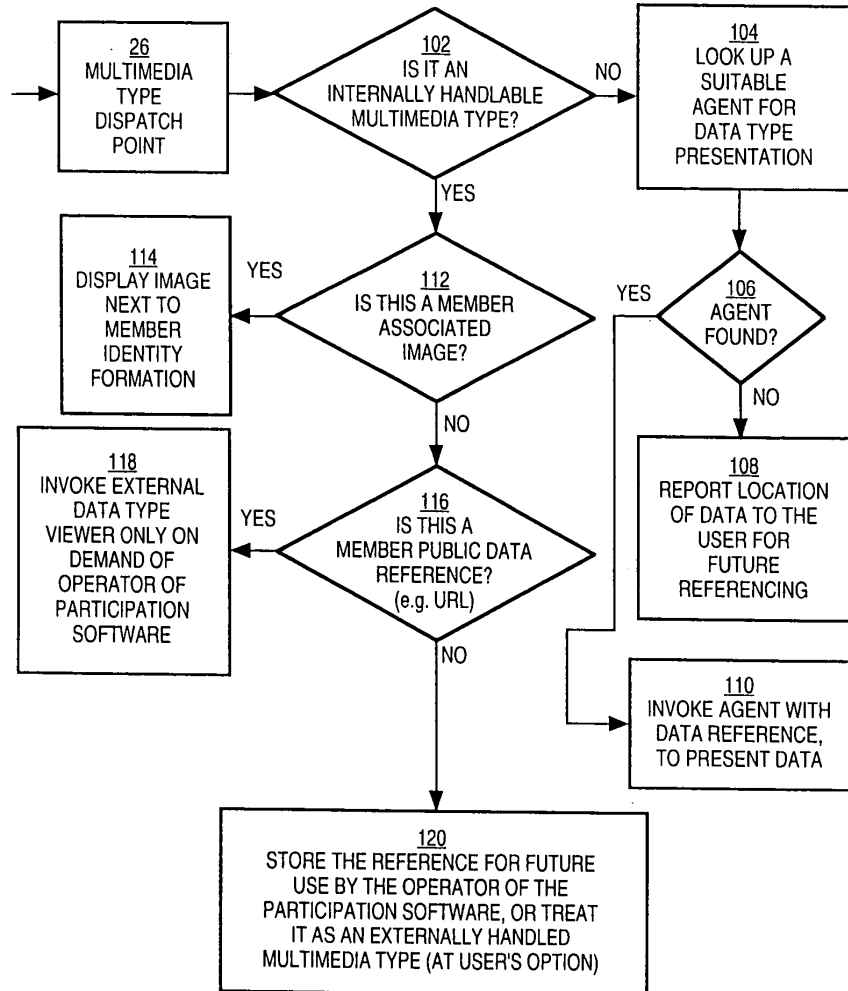 26
MULTIMEDIA
TYPE
DISPATCH
POINT
102
IS IT AN
INTERNALLY HANDLABLE
MULTIMEDIA TYPE?
NO
104
LOOK UP A
SUITABLE
AGENT FOR
DATA TYPE
PRESENTATION
YES
114
DISPLAY IMAGE
NEXT TO
MEMBER
IDENTITY
FORMATION
YES
112
IS THIS A MEMBER
ASSOCIATED
IMAGE?
YES
106
AGENT
FOUND?
NO
NO
118
INVOKE EXTERNAL
DATA TYPE
VIEWER ONLY ON
DEMAND OF
OPERATOR OF
PARTICIPATION
SOFTWARE
YES
116
IS THIS A
MEMBER PUBLIC DATA
REFERENCE?
(e.g. URL)
108
REPORT LOCATION
OF DATA TO THE
USER FOR
FUTURE
REFERENCING
NO
110
INVOKE AGENT WITH
DATA REFERENCE,
TO PRESENT DATA
120
STORE THE REFERENCE FOR FUTURE
USE BY THE OPERATOR OF THE
PARTICIPATION SOFTWARE, OR TREAT
IT AS AN EXTERNALLY HANDLED
MULTIMEDIA TYPE (AT USER'S OPTION)